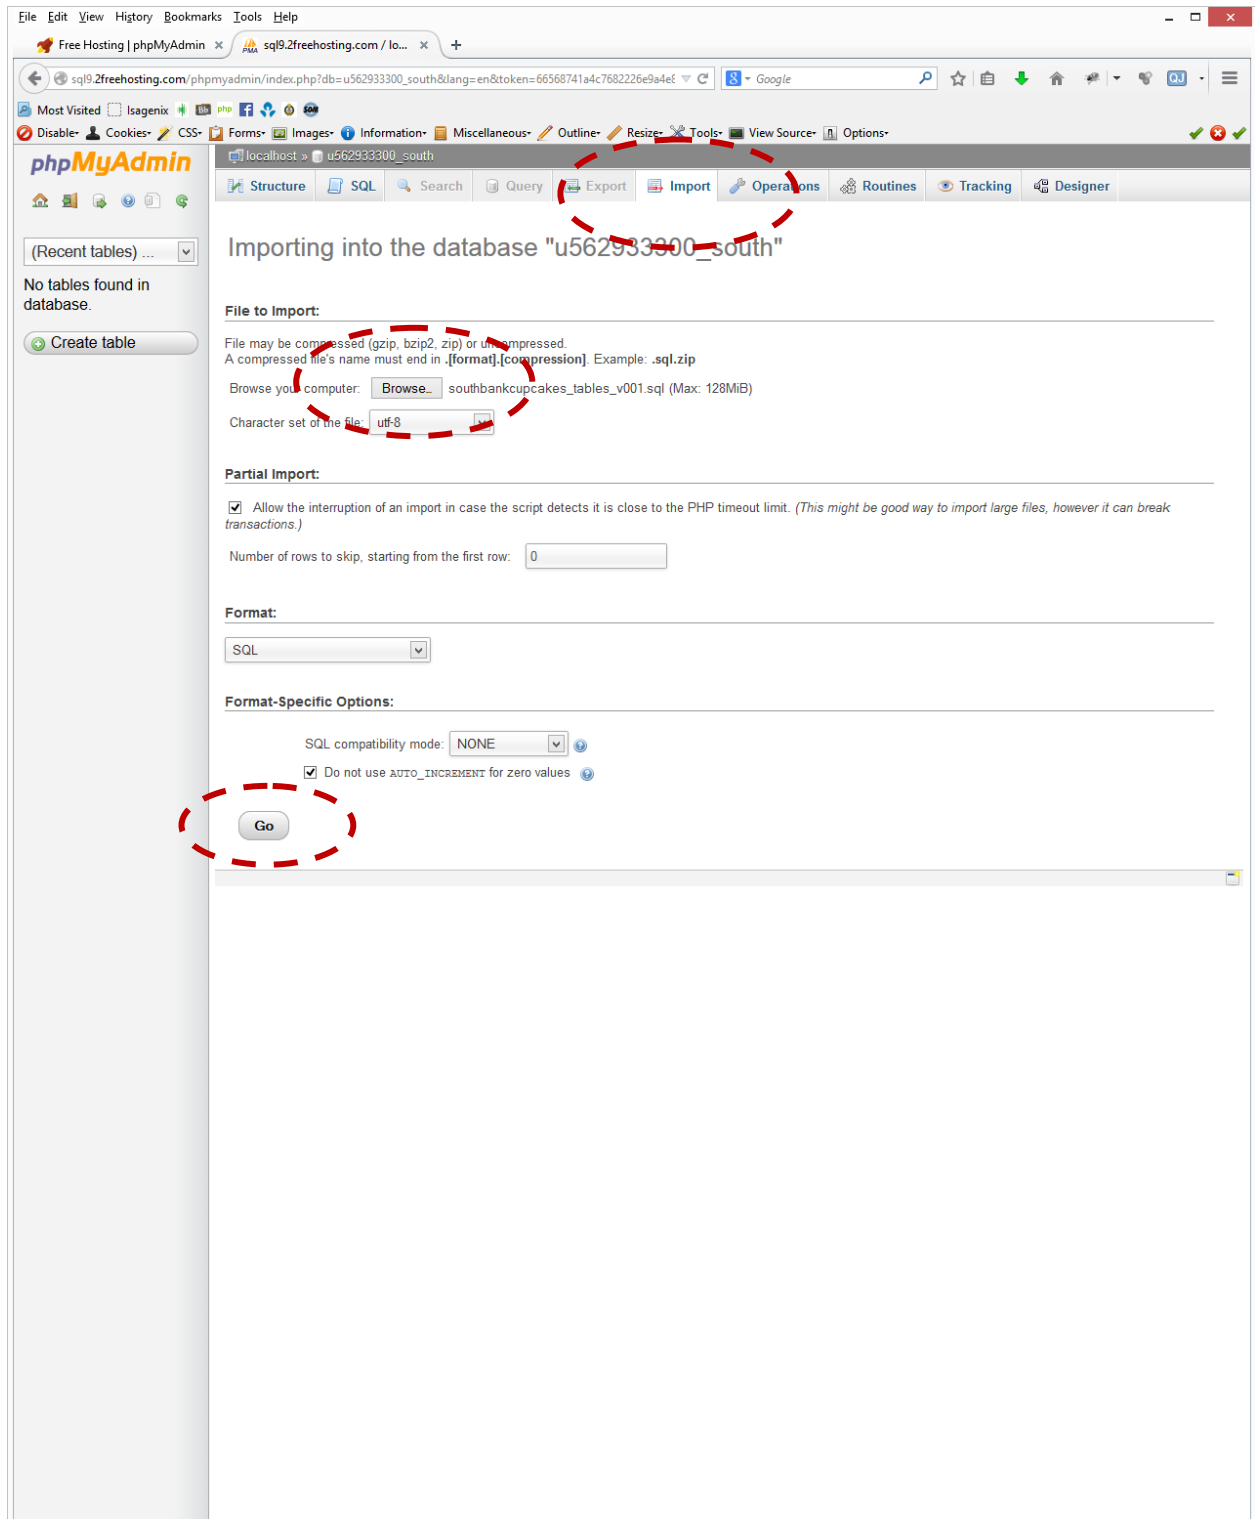 File Edit View History Bookmarks Tools Help
Free Hosting | phpMyAdmin × sql9.2freehosting.com / lo... × +
sql9.2freehosting.com/phpmyadmin/index.php?db=u562933300_south&lang=en&token=66568741a4c7682226e9a4e8 Google
Most Visited Isagenix Bb php
Disable Cookies CSS Forms Images Information Miscellaneous Outline Resize Tools View Source Options
phpMyAdmin
localhost » u562933300_south
Structure SQL Search Query Export Import Operations Routines Tracking Designer
(Recent tables) ...
No tables found in
database.
Create table
Importing into the database "u562933300_south"
File to Import:
File may be compressed (gzip, bzip2, zip) or uncompressed.
A compressed file's name must end in .[format].[compression]. Example: .sql.zip
Browse your computer: Browse... southbankcupcakes_tables_v001.sql (Max: 128MiB)
Character set of the file: utf-8
Partial Import:
Allow the interruption of an import in case the script detects it is close to the PHP timeout limit. (This might be good way to import large files, however it can break
transactions.)
Number of rows to skip, starting from the first row: 0
Format:
SQL
Format-Specific Options:
SQL compatibility mode: NONE
Do not use AUTO_INCREMENT for zero values
Go